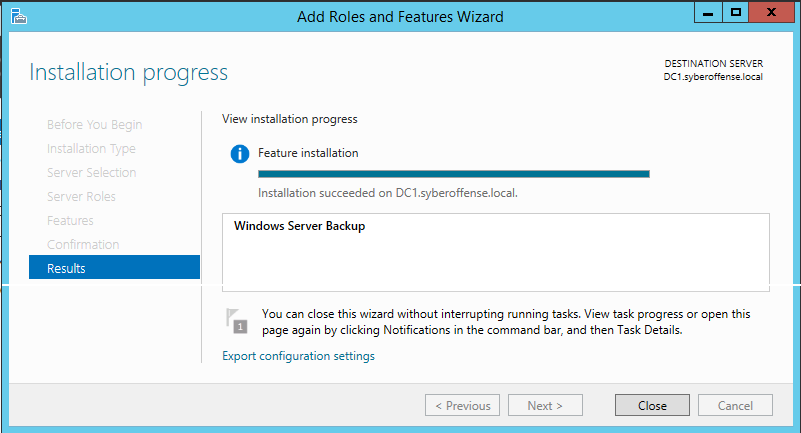 Add Roles and Features Wizard
Installation progress
DESTINATION SERVER
DC1.syberoffense.local
Before You Begin
Installation Type
Server Selection
Server Roles
Features
Confirmation
Results
View installation progress
Feature installation
Installation succeeded on DC1.syberoffense.local.
Windows Server Backup
1
You can close this wizard without interrupting running tasks. View task progress or open this
page again by clicking Notifications in the command bar, and then Task Details.
Export configuration settings
< Previous
Next >
Close
Cancel